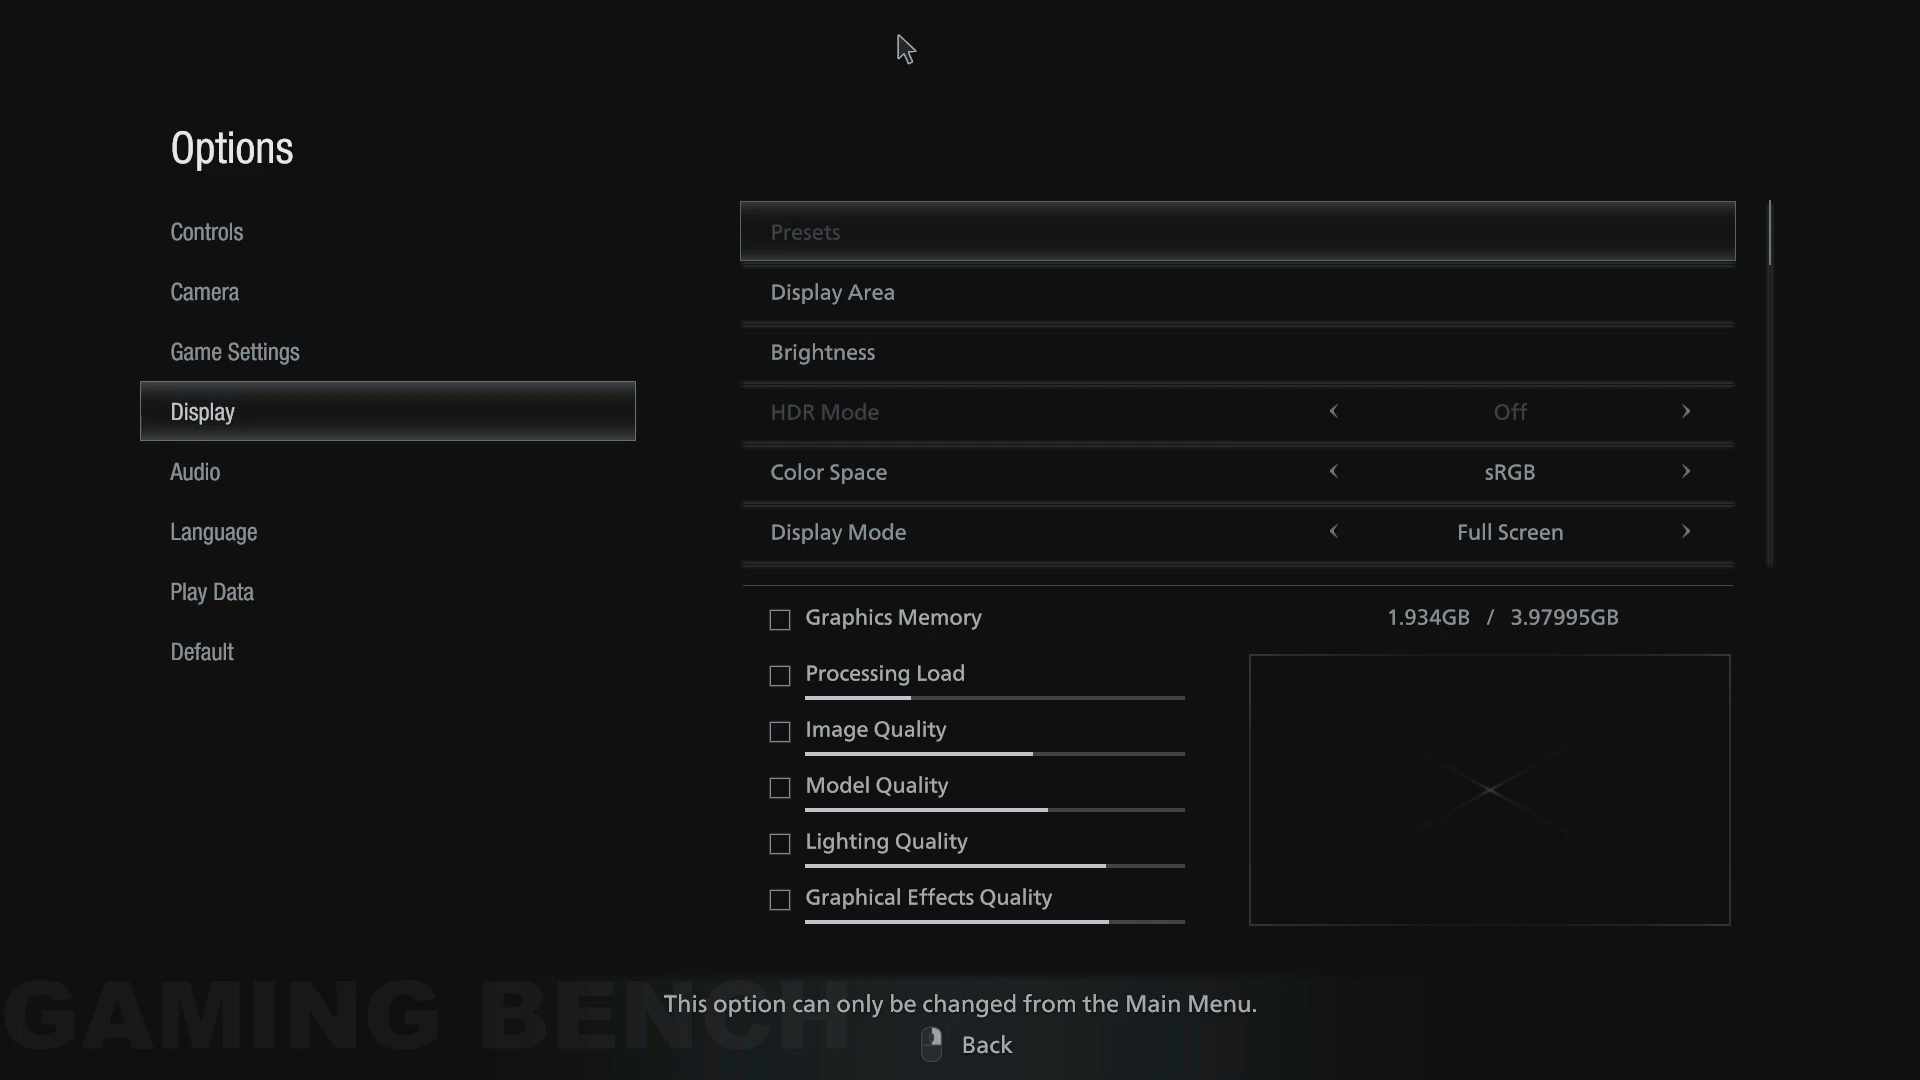 Options
Controls
Camera
Game Settings
Display
Audio
Language
Play Data
Default
Presets
Display Area
Brightness
HDR Mode Off
Color Space sRGB
Display Mode Full Screen
Graphics Memory 1.934GB / 3.97995GB
Processing Load
Image Quality
Model Quality
Lighting Quality
Graphical Effects Quality
GAMING BENCH
This option can only be changed from the Main Menu.
Back